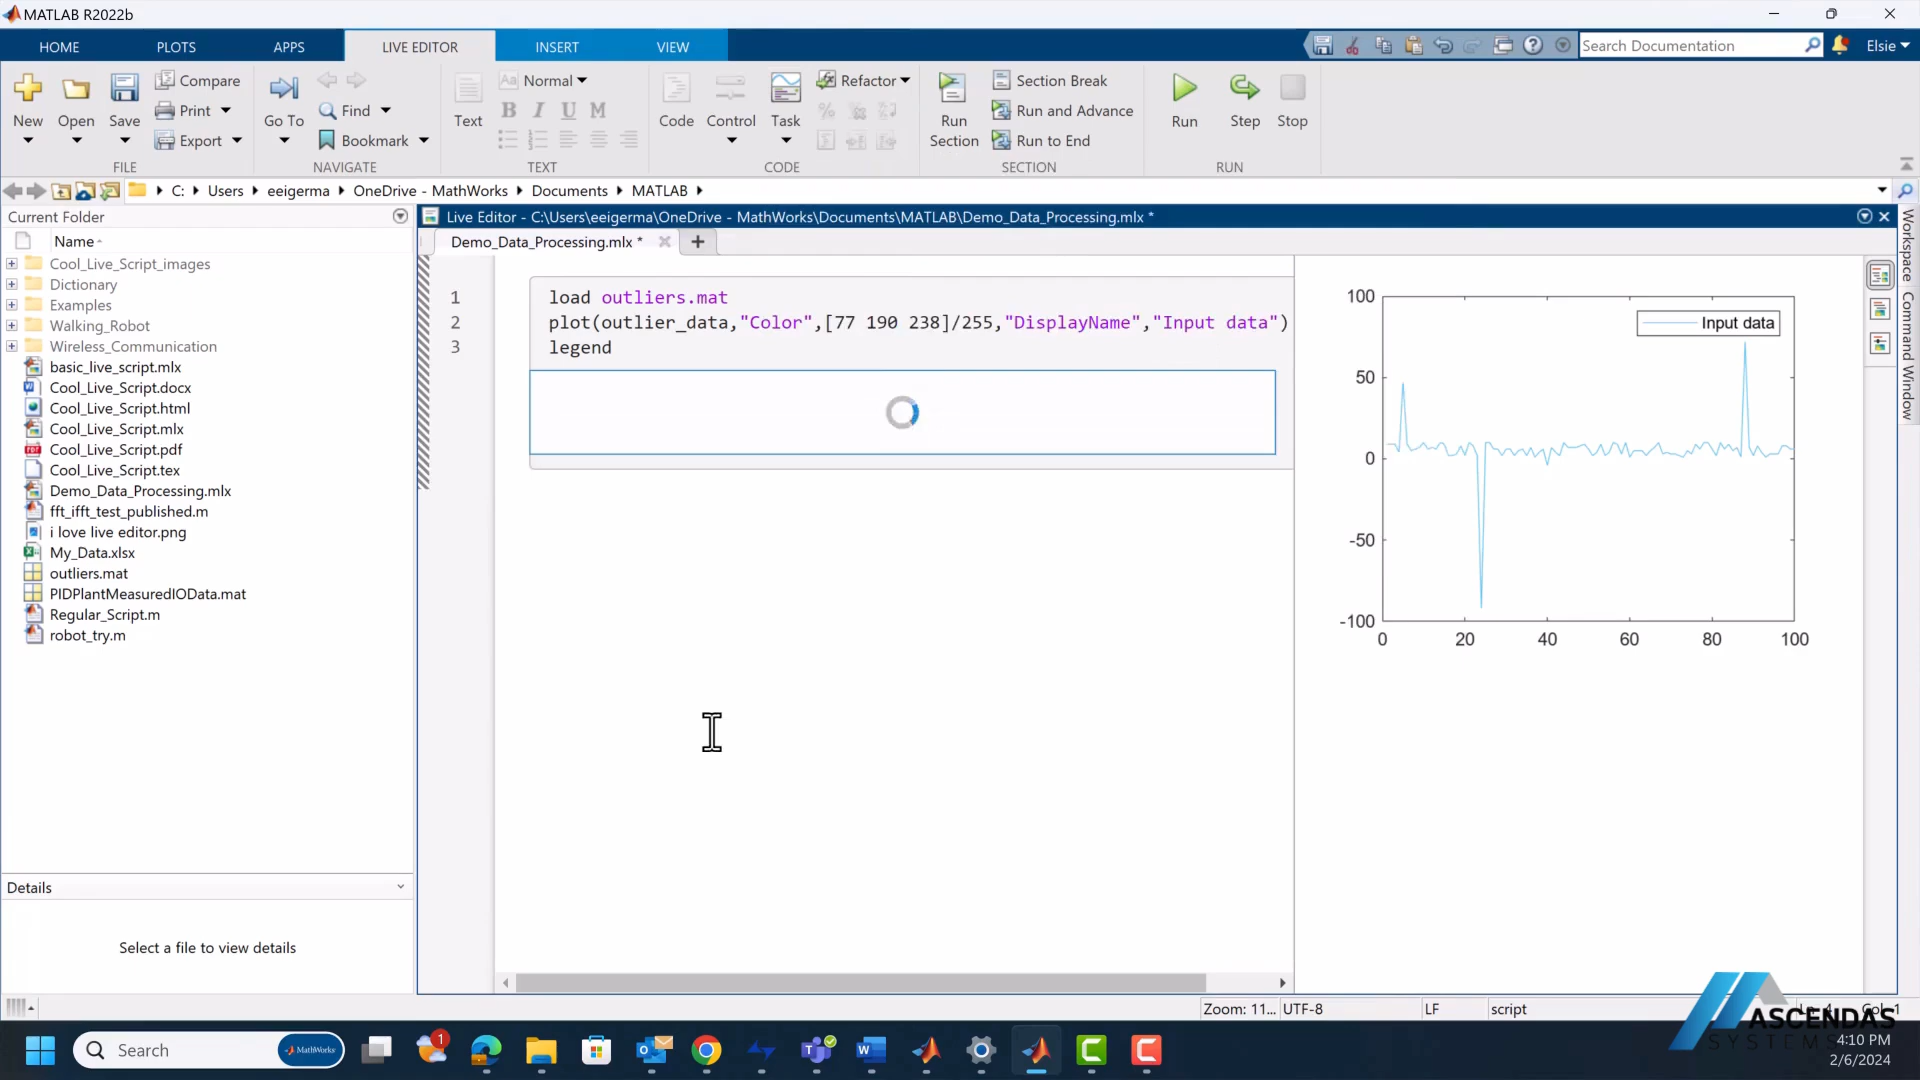 MATLAB R2022b
HOME PLOTS APPS LIVE EDITOR INSERT VIEW Search Documentation Elsie
New Open Save Compare Print Export Go To Find Bookmark Text Normal B I U M Code Control Task Refactor Run Section Section Break Run and Advance Run to End Run Step Stop
FILE NAVIGATE TEXT CODE SECTION RUN
C: Users eeigerma OneDrive - MathWorks Documents MATLAB
Current Folder
Live Editor - C:\Users\eeigerma\OneDrive - MathWorks\Documents\MATLAB\Demo_Data_Processing.mlx *
Name
Demo_Data_Processing.mlx *
Cool_Live_Script_images
Dictionary
Examples
Walking_Robot
Wireless_Communication
basic_live_script.mlx
Cool_Live_Script.docx
Cool_Live_Script.html
Cool_Live_Script.mlx
Cool_Live_Script.pdf
Cool_Live_Script.tex
Demo_Data_Processing.mlx
fft_ifft_test_published.m
i love live editor.png
My_Data.xlsx
outliers.mat
PIDPlantMeasuredIOData.mat
Regular_Script.m
robot_try.m
1 load outliers.mat
2 plot(outlier_data,"Color",[77 190 238]/255,"DisplayName","Input data")
3 legend
Input data
100
50
0
-50
-100
0 20 40 60 80 100
Workspace
Command Window
Details
Select a file to view details
Zoom: 11... UTF-8 LF script
ASCENDAS
SYSTEMS
Search MathWorks
1
4:10 PM
2/6/2024